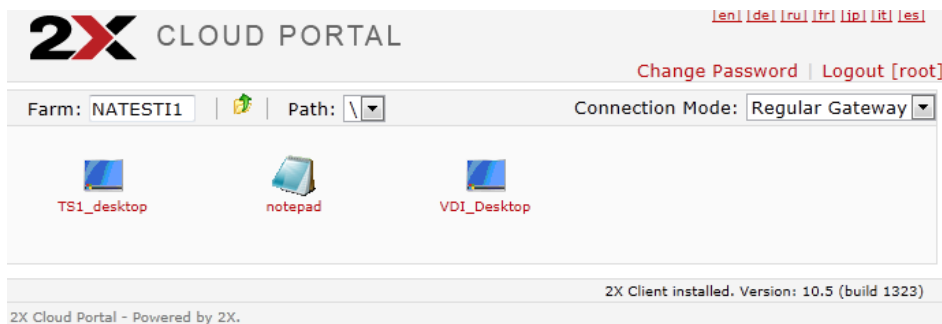 [en] [de] [ru] [fr] [jp] [it] [es]
2X CLOUD PORTAL
Change Password | Logout [root]
Farm: NATESTI1 | | Path: \ Connection Mode: Regular Gateway
TS1_desktop notepad VDI_Desktop
2X Client installed. Version: 10.5 (build 1323)
2X Cloud Portal - Powered by 2X.